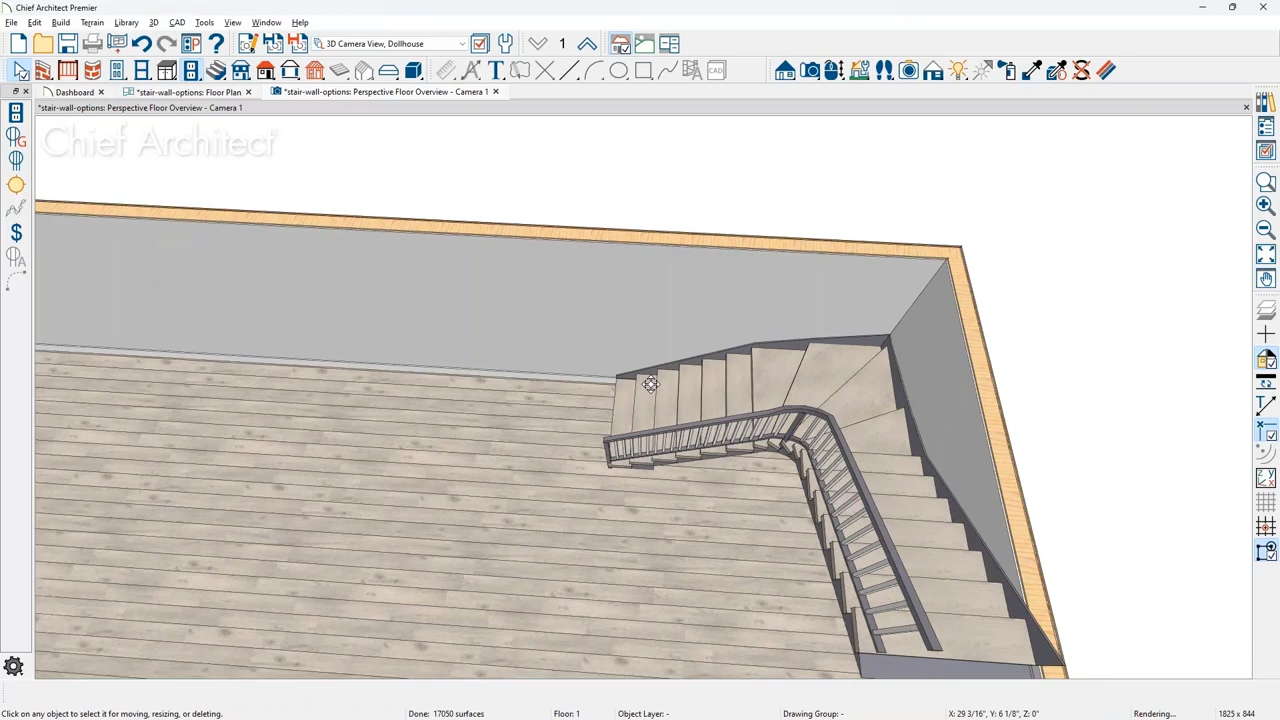 Chief Architect Premier
File Edit Build Terrain Library 3D CAD Tools View Window Help
3D Camera View, Dollhouse
1
CAD
Dashboard
*stair-wall-options: Floor Plan
*stair-wall-options: Perspective Floor Overview - Camera 1
*stair-wall-options: Perspective Floor Overview - Camera 1
Chief Architect
Click on any object to select it for moving, resizing, or deleting.
Done: 17050 surfaces
Floor: 1
Object Layer: -
Drawing Group: -
X: 29 3/16", Y: 6 1/8", Z: 0"
Rendering...
1825 x 844